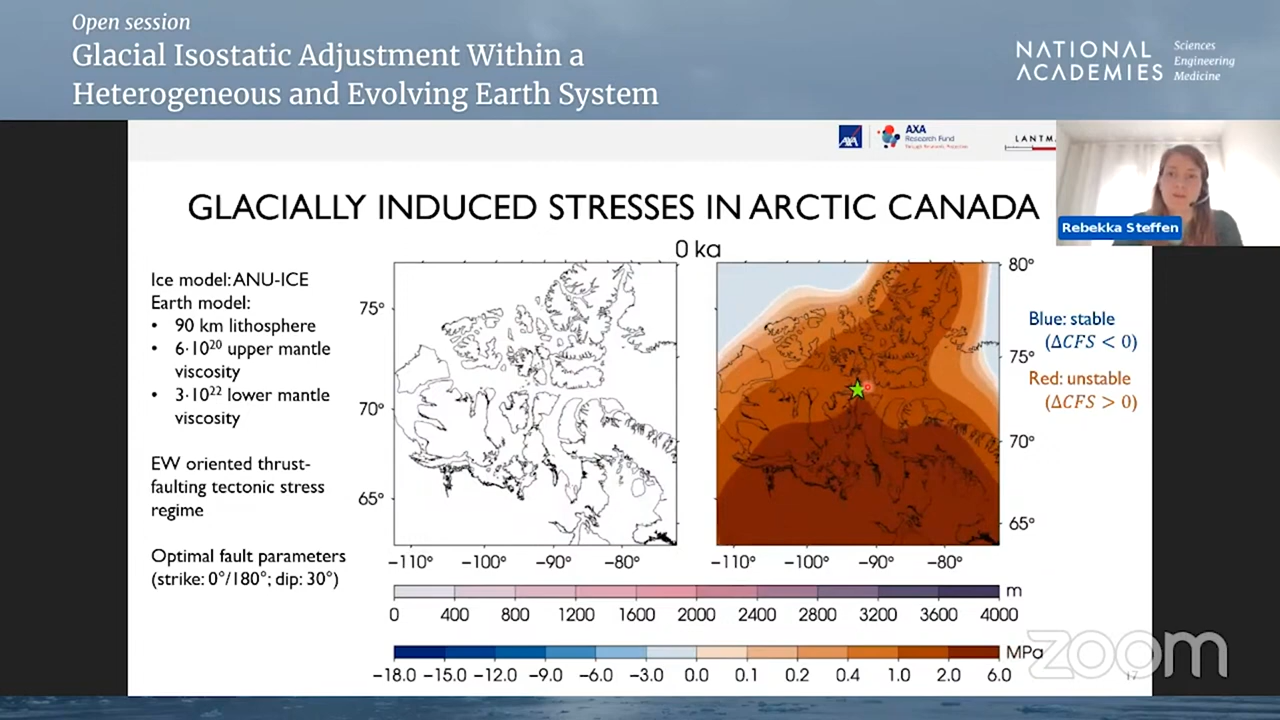 Open session
Glacial Isostatic Adjustment Within a
Heterogeneous and Evolving Earth System
NATIONAL
ACADEMIES
Sciences
Engineering
Medicine
AXA
AXA
Research Fund
Rebekka Steffen
GLACIALLY INDUCED STRESSES IN ARCTIC CANADA
0 ka
Ice model: ANU-ICE
Earth model:
• 90 km lithosphere
• 6·10²⁰ upper mantle
viscosity
• 3·10²² lower mantle
viscosity
EW oriented thrust-
faulting tectonic stress
regime
Optimal fault parameters
(strike: 0°/180°; dip: 30°)
75°
70°
65°
−110° −100° −90° −80°
80°
75°
70°
65°
−110° −100° −90° −80°
Blue: stable
(ΔCFS < 0)
Red: unstable
(ΔCFS > 0)
m
0 400 800 1200 1600 2000 2400 2800 3200 3600 4000
MPa
−18.0 −15.0 −12.0 −9.0 −6.0 −3.0 0.0 0.1 0.2 0.4 1.0 2.0 6.0
zoom
17